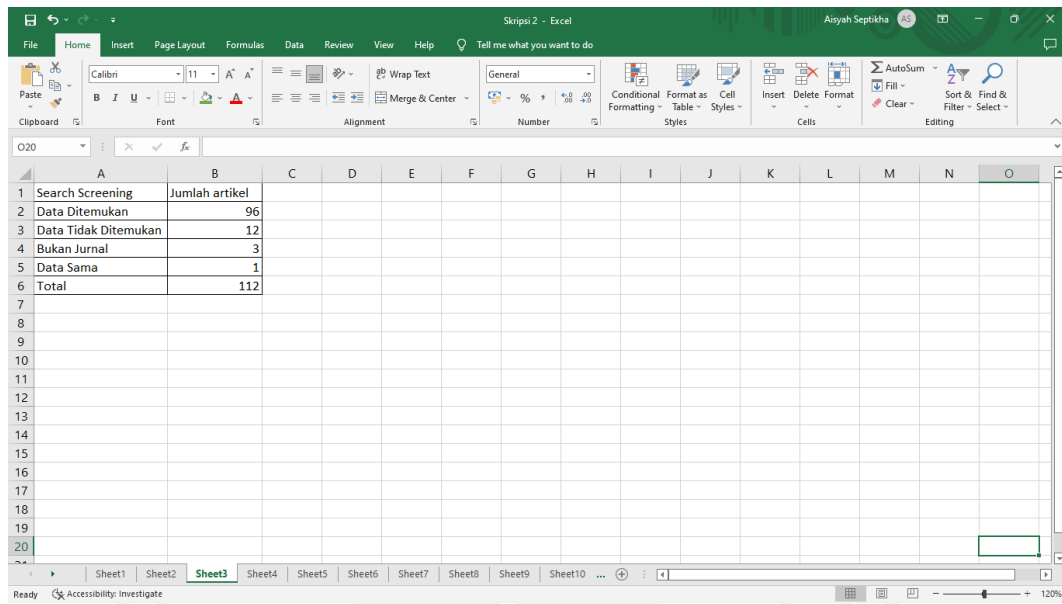 Skripsi 2 - Excel
Aisyah Septikha AS
File Home Insert Page Layout Formulas Data Review View Help Tell me what you want to do
Paste
Clipboard
Calibri 11 A^ A˅
B I U A
Font
ab Wrap Text
Merge & Center
Alignment
General
% , .00 .0
Number
Conditional Formatting
Format as Table
Cell Styles
Styles
Insert Delete Format
Cells
AutoSum
Fill
Clear
Sort & Filter
Find & Select
Editing
O20 fx
A B C D E F G H I J K L M N O
1 Search Screening Jumlah artikel
2 Data Ditemukan 96
3 Data Tidak Ditemukan 12
4 Bukan Jurnal 3
5 Data Sama 1
6 Total 112
7
8
9
10
11
12
13
14
15
16
17
18
19
20
Sheet1 Sheet2 Sheet3 Sheet4 Sheet5 Sheet6 Sheet7 Sheet8 Sheet9 Sheet10 ...
Ready Accessibility: Investigate 120%